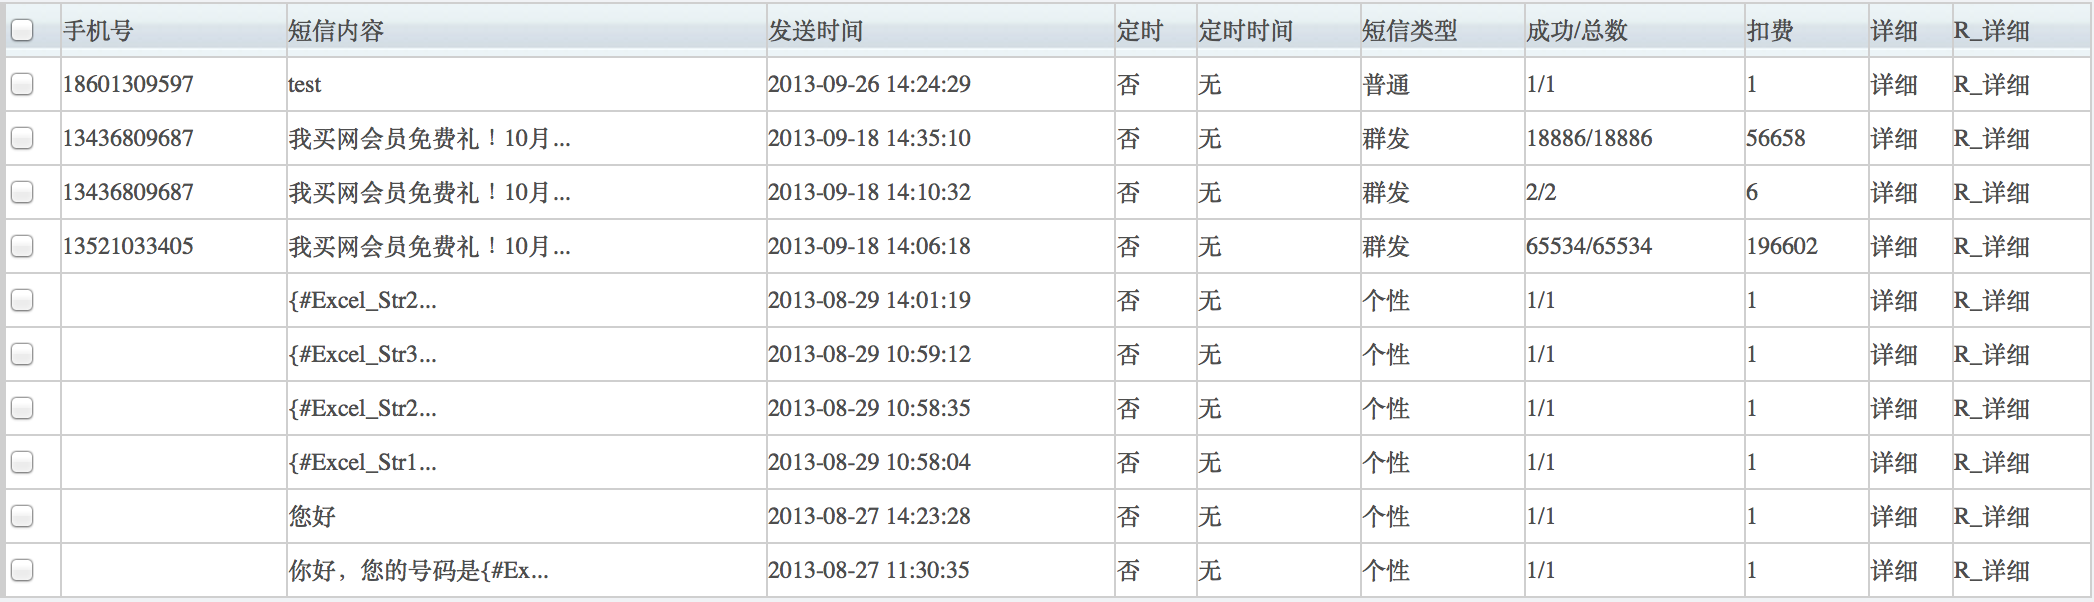 手机号 短信内容 发送时间 定时 定时时间 短信类型 成功/总数 扣费 详细 R_详细
18601309597 test 2013-09-26 14:24:29 否 无 普通 1/1 1 详细 R_详细
13436809687 我买网会员免费礼！10月... 2013-09-18 14:35:10 否 无 群发 18886/18886 56658 详细 R_详细
13436809687 我买网会员免费礼！10月... 2013-09-18 14:10:32 否 无 群发 2/2 6 详细 R_详细
13521033405 我买网会员免费礼！10月... 2013-09-18 14:06:18 否 无 群发 65534/65534 196602 详细 R_详细
{#Excel_Str2... 2013-08-29 14:01:19 否 无 个性 1/1 1 详细 R_详细
{#Excel_Str3... 2013-08-29 10:59:12 否 无 个性 1/1 1 详细 R_详细
{#Excel_Str2... 2013-08-29 10:58:35 否 无 个性 1/1 1 详细 R_详细
{#Excel_Str1... 2013-08-29 10:58:04 否 无 个性 1/1 1 详细 R_详细
您好 2013-08-27 14:23:28 否 无 个性 1/1 1 详细 R_详细
你好，您的号码是{#Ex... 2013-08-27 11:30:35 否 无 个性 1/1 1 详细 R_详细